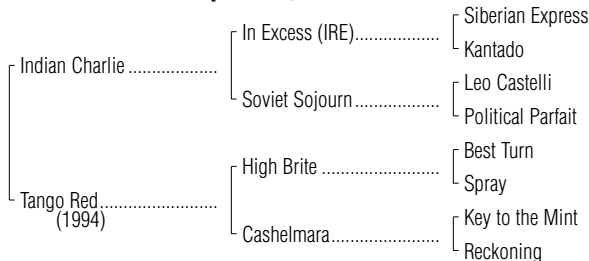 Siberian Express
In Excess (IRE)...................
Kantado
Indian Charlie ....................
Leo Castelli
Soviet Sojourn ...................
Political Parfait
Best Turn
High Brite ..........................
Spray
Tango Red..........................
(1994)
Key to the Mint
Cashelmara........................
Reckoning